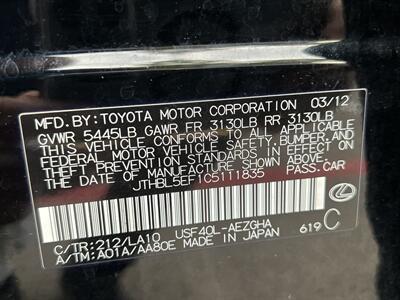 MFD. BY: TOYOTA MOTOR CORPORATION 03/12
GVWR 5445LB GAWR FR 3130LB RR 3130LB
THIS VEHICLE CONFORMS TO ALL APPLICABLE
FEDERAL MOTOR VEHICLE SAFETY, BUMPER, AND
THEFT PREVENTION STANDARDS IN EFFECT ON
THE DATE OF MANUFACTURE SHOWN ABOVE.
JTHBL5EF1C5111835 PASS. CAR
C/TR:212/LA10 USF40L-AEZGHA
A/TM:A01A/AA80E MADE IN JAPAN 619 C